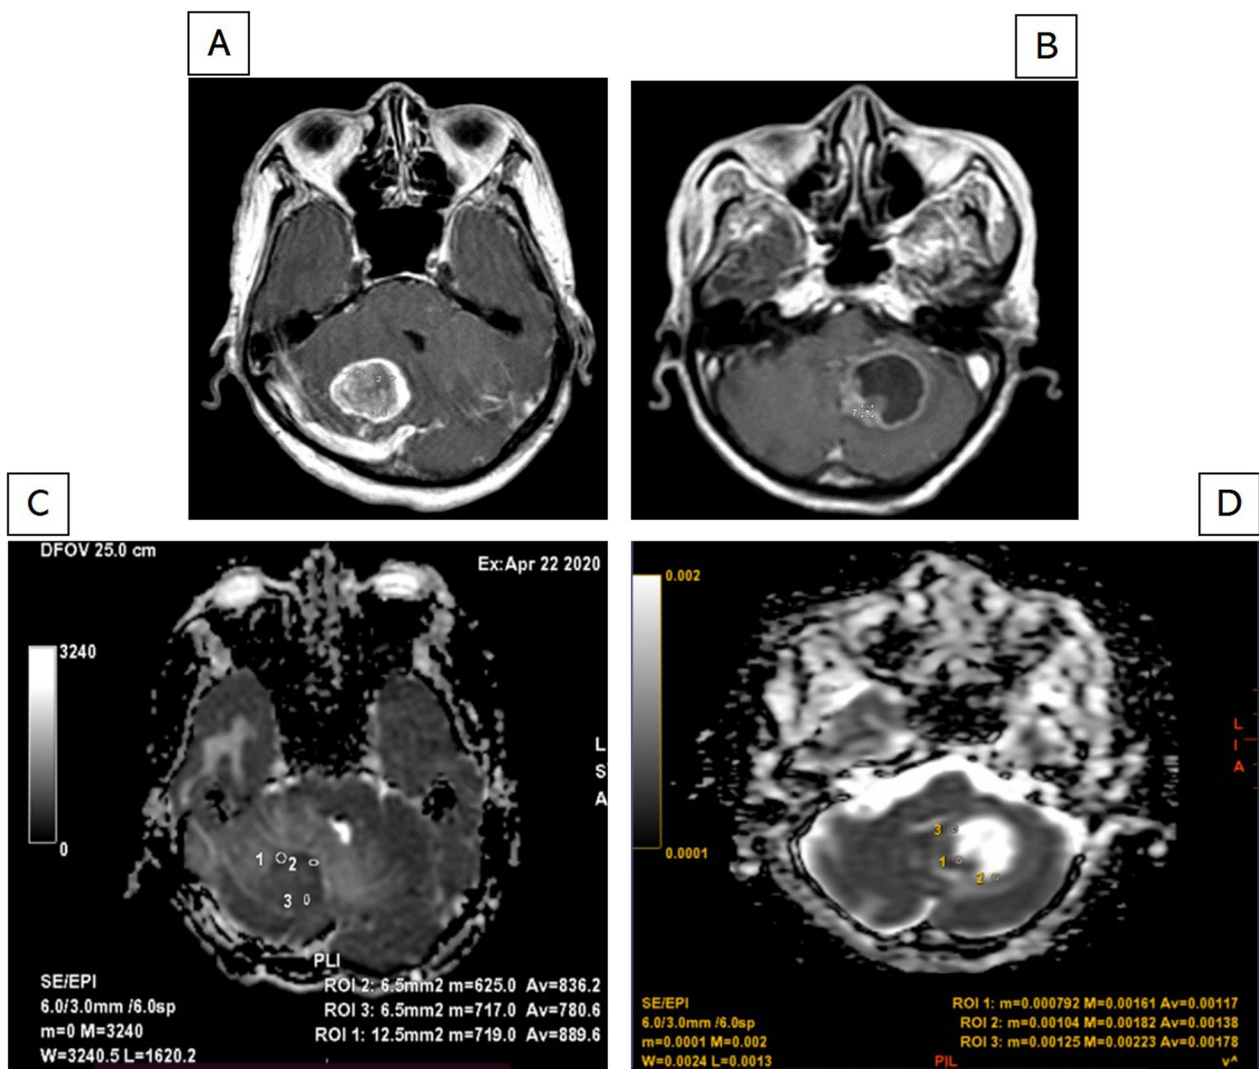 A
B
C
DFOV 25.0 cm
Ex:Apr 22 2020
3240
0
L
S
A
1
2
3
PLI
SE/EPI
6.0/3.0mm /6.0sp
m=0 M=3240
W=3240.5 L=1620.2
ROI 2: 6.5mm2 m=625.0 Av=836.2
ROI 3: 6.5mm2 m=717.0 Av=780.6
ROI 1: 12.5mm2 m=719.0 Av=889.6
D
0.002
0.0001
L
I
A
3
1
2
SE/EPI
6.0/3.0mm /6.0sp
m=0.0001 M=0.002
W=0.0024 L=0.0013
ROI 1: m=0.000792 M=0.00161 Av=0.00117
ROI 2: m=0.00104 M=0.00182 Av=0.00138
ROI 3: m=0.00125 M=0.00223 Av=0.00178
PIL
v^